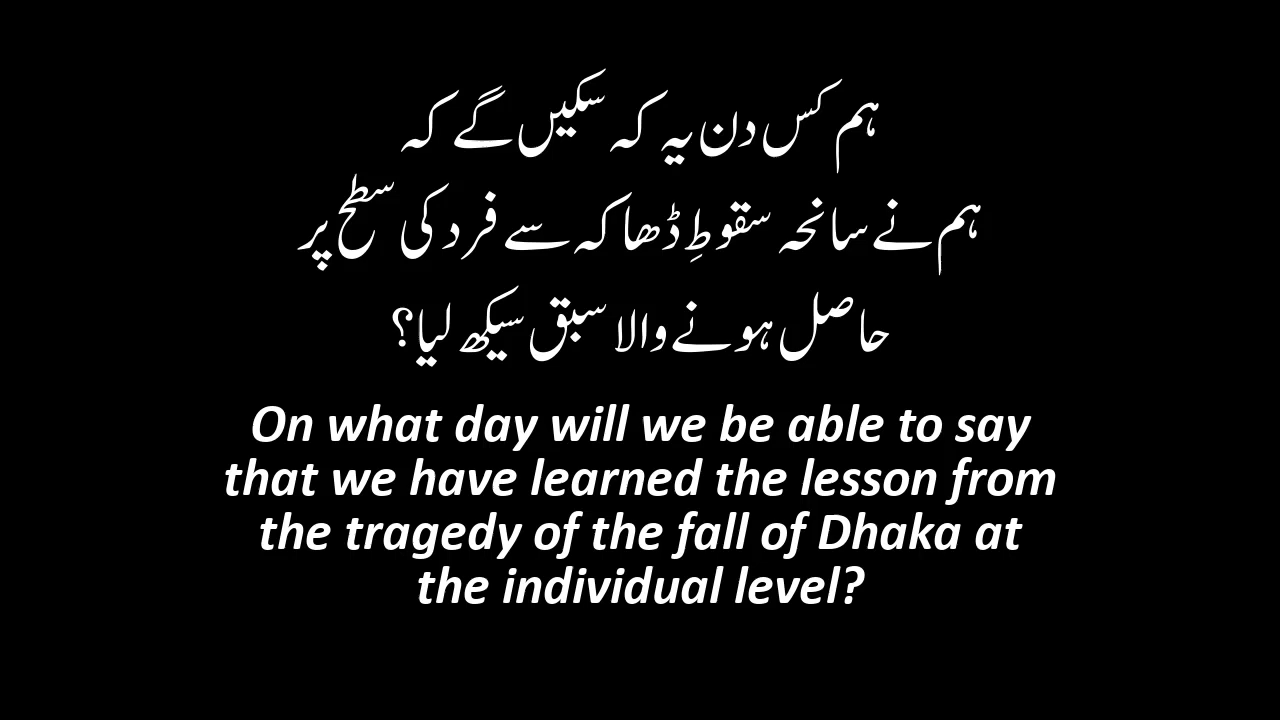 ہم کس دن یہ کہ سکیں گے کہ
ہم نے سانحہ سقوطِ ڈھاکہ سے فرد کی سطح پر
حاصل ہونے والا سبق سیکھ لیا؟
On what day will we be able to say
that we have learned the lesson from
the tragedy of the fall of Dhaka at
the individual level?